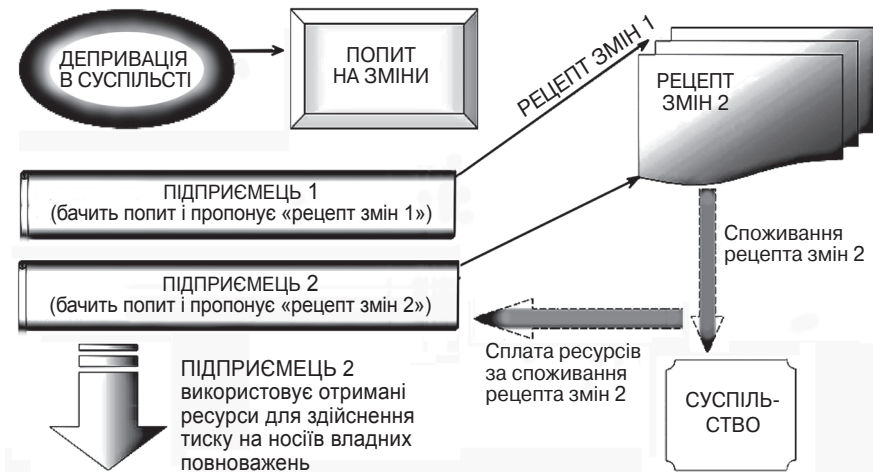 ДЕПРИВАЦІЯ
В СУСПІЛЬСТІ
ПОПИТ
НА ЗМІНИ
РЕЦЕПТ ЗМІН 1
РЕЦЕПТ
ЗМІН 2
ПІДПРИЄМЕЦЬ 1
(бачить попит і пропонує «рецепт змін 1»)
ПІДПРИЄМЕЦЬ 2
(бачить попит і пропонує «рецепт змін 2»)
Споживання
рецепта змін 2
Сплата ресурсів
за споживання
рецепта змін 2
ПІДПРИЄМЕЦЬ 2
використовує отримані
ресурси для здійснення
тиску на носіїв владних
повноважень
СУСПІЛЬ-
СТВО